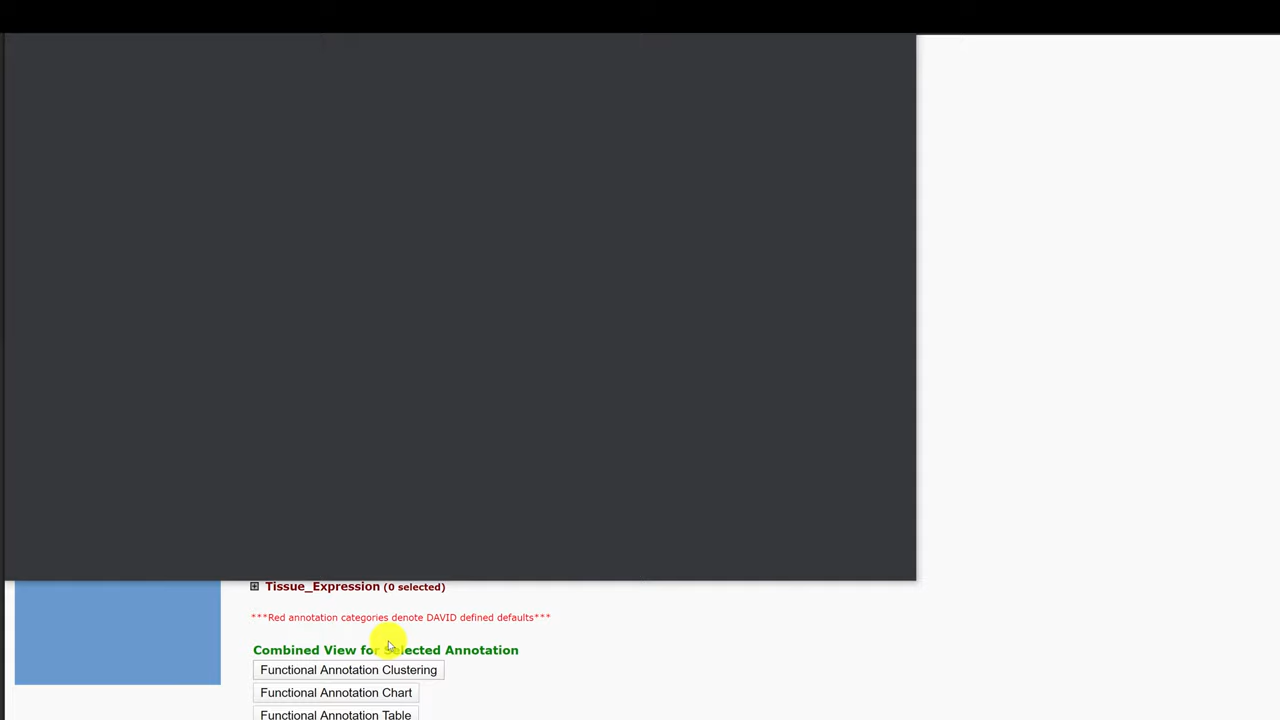 Tissue_Expression (0 selected)
***Red annotation categories denote DAVID defined defaults***
Combined View for Selected Annotation
Functional Annotation Clustering
Functional Annotation Chart
Functional Annotation Table